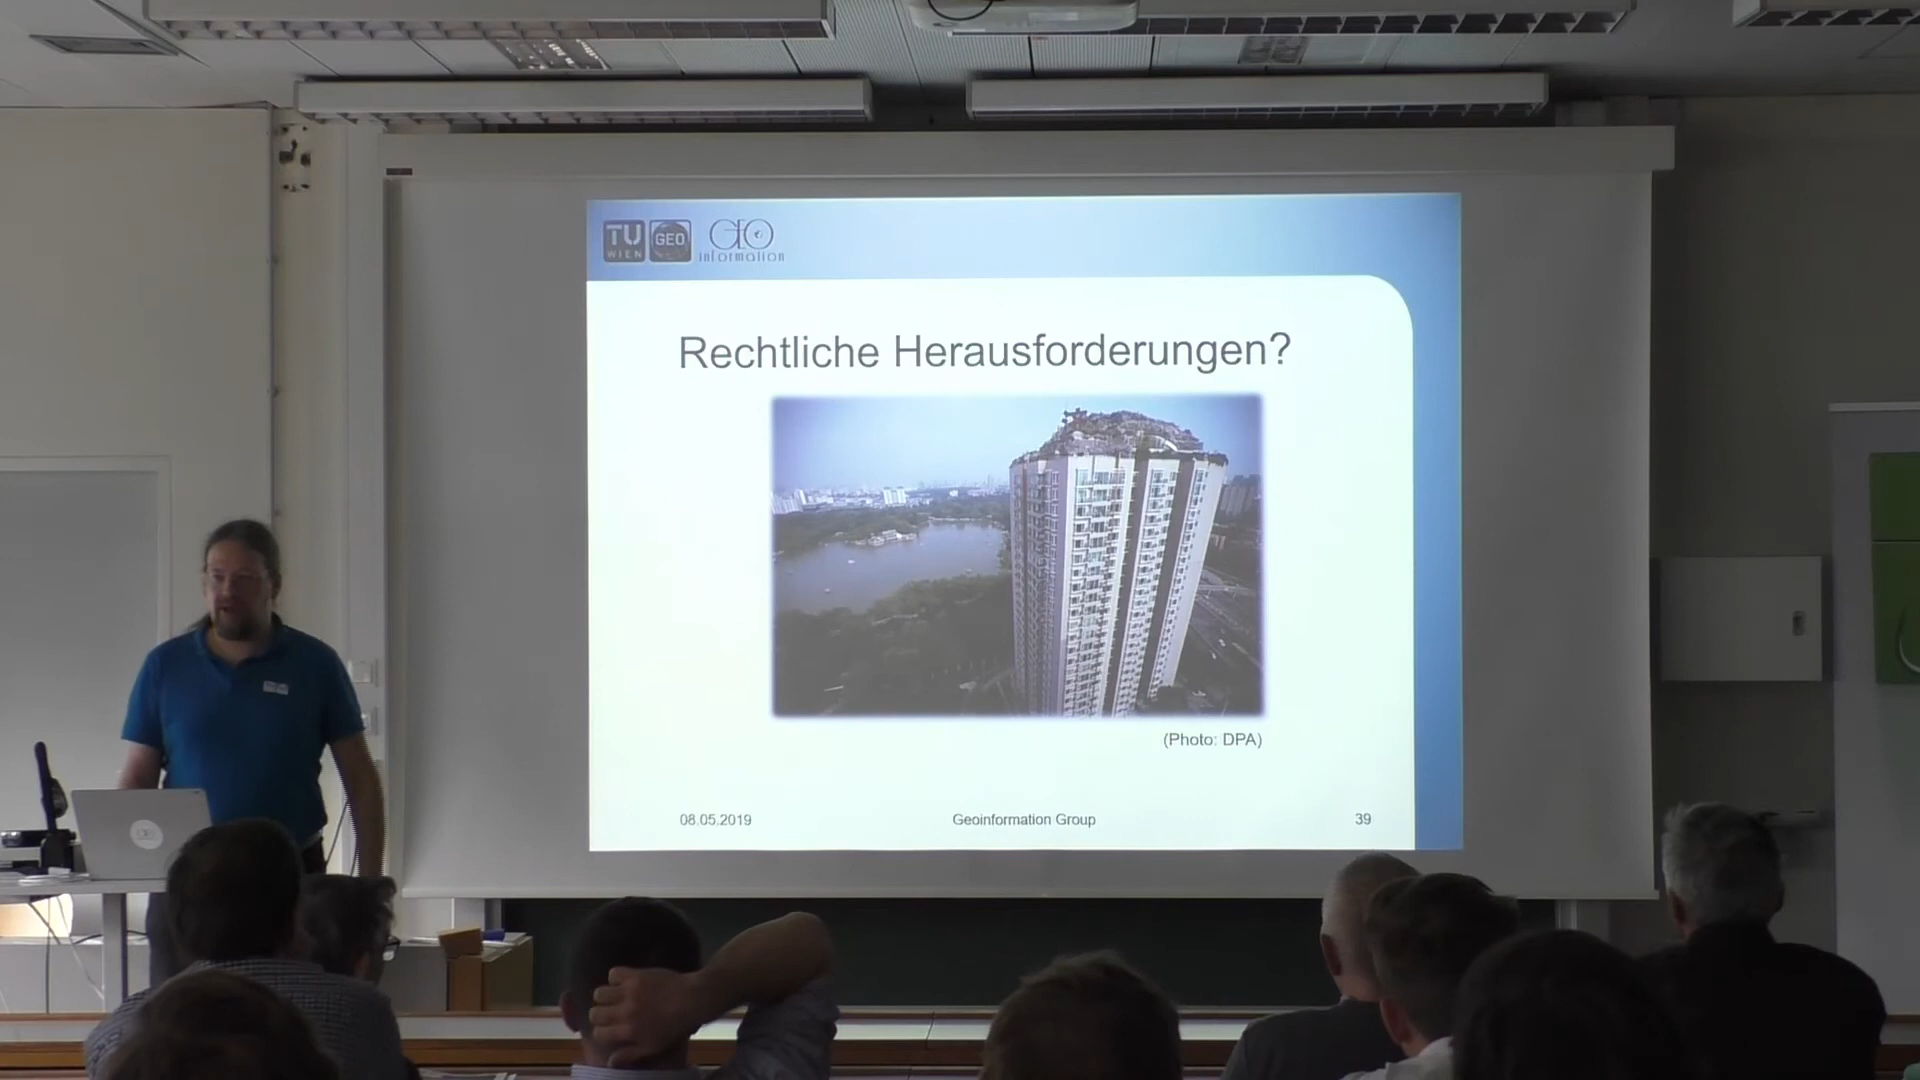 TU
WIEN
GEO
GEO
information
Rechtliche Herausforderungen?
(Photo: DPA)
08.05.2019
Geoinformation Group
39